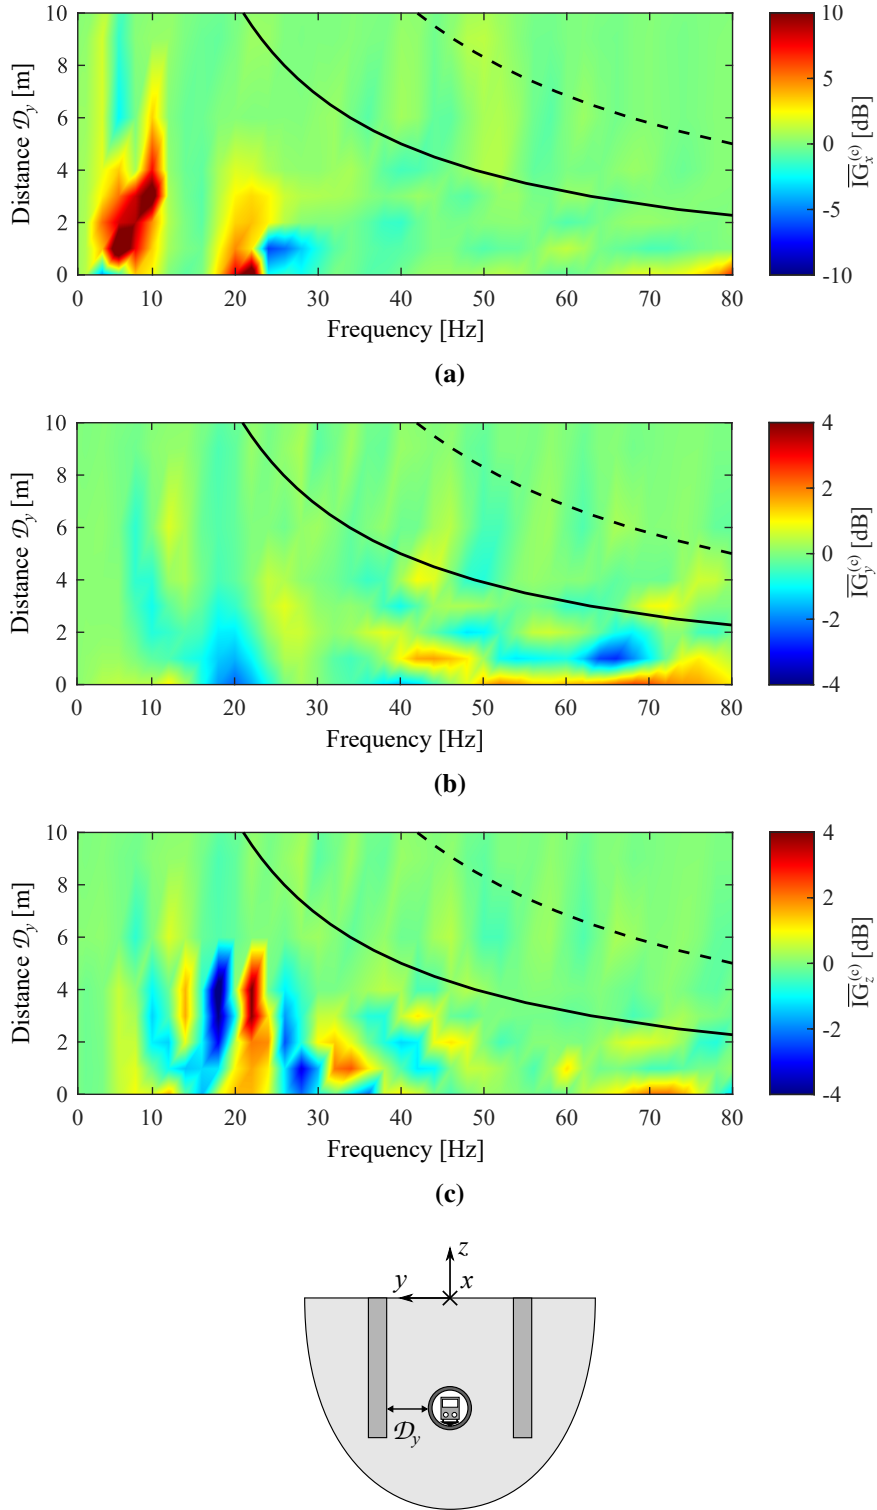 10
8
6
4
2
0
Distance 𝒟y [m]
0 10 20 30 40 50 60 70 80
Frequency [Hz]
10
5
0
-5
-10
IGx(c) [dB]
(a)
10
8
6
4
2
0
Distance 𝒟y [m]
0 10 20 30 40 50 60 70 80
Frequency [Hz]
4
2
0
-2
-4
IGy(c) [dB]
(b)
10
8
6
4
2
0
Distance 𝒟y [m]
0 10 20 30 40 50 60 70 80
Frequency [Hz]
4
2
0
-2
-4
IGz(c) [dB]
(c)
z
y
x
𝒟y